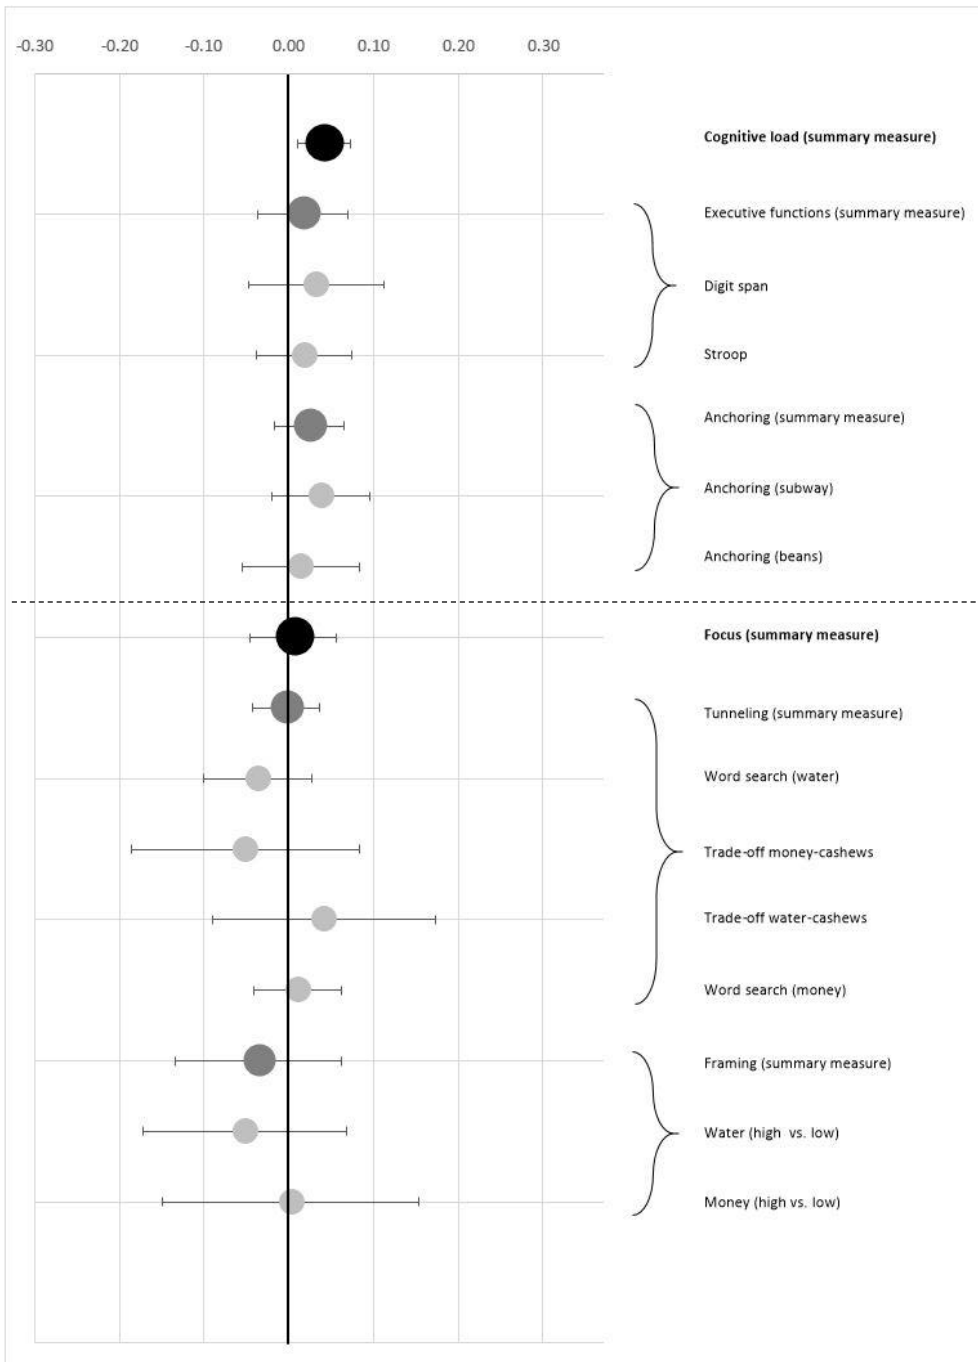 -0.30 -0.20 -0.10 0.00 0.10 0.20 0.30
Cognitive load (summary measure)
Executive functions (summary measure)
Digit span
Stroop
Anchoring (summary measure)
Anchoring (subway)
Anchoring (beans)
Focus (summary measure)
Tunneling (summary measure)
Word search (water)
Trade-off money-cashews
Trade-off water-cashews
Word search (money)
Framing (summary measure)
Water (high  vs. low)
Money (high vs. low)